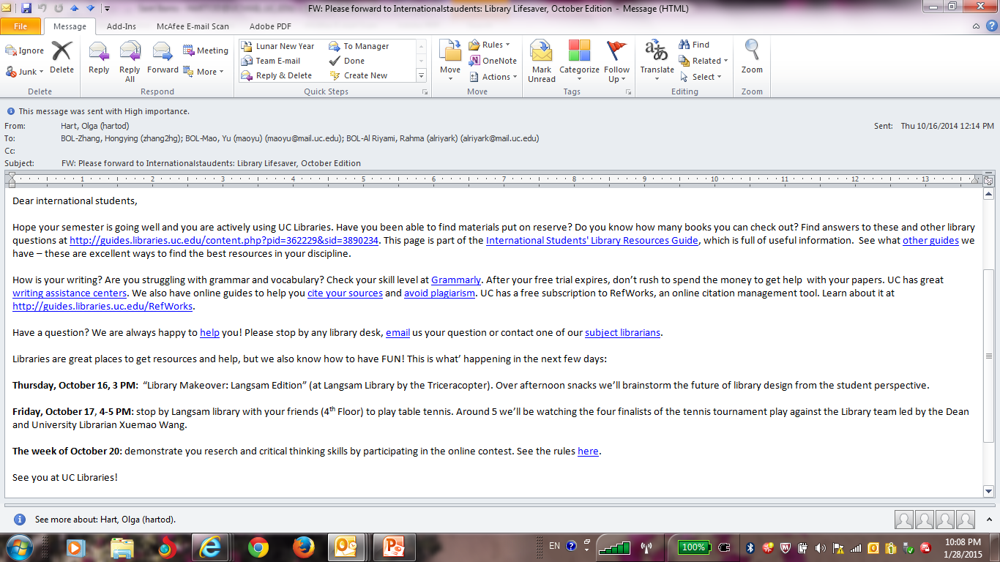 FW: Please forward to Internationalstaudents: Library Lifesaver, October Edition - Message (HTML)
File Message Add-Ins McAfee E-mail Scan Adobe PDF
Ignore
Junk
Delete
Delete
Reply
Reply All
Forward
Meeting
More
Respond
Lunar New Year
Team E-mail
Reply & Delete
To Manager
Done
Create New
Quick Steps
Move
Rules
OneNote
Actions
Move
Mark Unread
Categorize
Follow Up
Tags
Translate
Find
Related
Select
Editing
Zoom
Zoom
This message was sent with High importance.
From: Hart, Olga (hartod) Sent: Thu 10/16/2014 12:14 PM
To: BOL-Zhang, Hongying (zhang2hg); BOL-Mao, Yu (maoyu) (maoyu@mail.uc.edu); BOL-Al Riyami, Rahma (alriyark) (alriyark@mail.uc.edu)
Cc:
Subject: FW: Please forward to Internationalstaudents: Library Lifesaver, October Edition
1 2 3 4 5 6 7 8 9 10 11 12 13
Dear international students,
Hope your semester is going well and you are actively using UC Libraries. Have you been able to find materials put on reserve? Do you know how many books you can check out? Find answers to these and other library
questions at http://guides.libraries.uc.edu/content.php?pid=362229&sid=3890234. This page is part of the International Students' Library Resources Guide, which is full of useful information.  See what other guides we
have – these are excellent ways to find the best resources in your discipline.
How is your writing? Are you struggling with grammar and vocabulary? Check your skill level at Grammarly. After your free trial expires, don't rush to spend the money to get help  with your papers. UC has great
writing assistance centers. We also have online guides to help you cite your sources and avoid plagiarism. UC has a free subscription to RefWorks, an online citation management tool. Learn about it at
http://guides.libraries.uc.edu/RefWorks.
Have a question? We are always happy to help you! Please stop by any library desk, email us your question or contact one of our subject librarians.
Libraries are great places to get resources and help, but we also know how to have FUN! This is what' happening in the next few days:
Thursday, October 16, 3 PM:  “Library Makeover: Langsam Edition” (at Langsam Library by the Triceracopter). Over afternoon snacks we'll brainstorm the future of library design from the student perspective.
Friday, October 17, 4-5 PM: stop by Langsam library with your friends (4th Floor) to play table tennis. Around 5 we'll be watching the four finalists of the tennis tournament play against the Library team led by the Dean
and University Librarian Xuemao Wang.
The week of October 20: demonstrate you reserch and critical thinking skills by participating in the online contest. See the rules here.
See you at UC Libraries!
See more about: Hart, Olga (hartod).
EN
100%
10:08 PM
1/28/2015